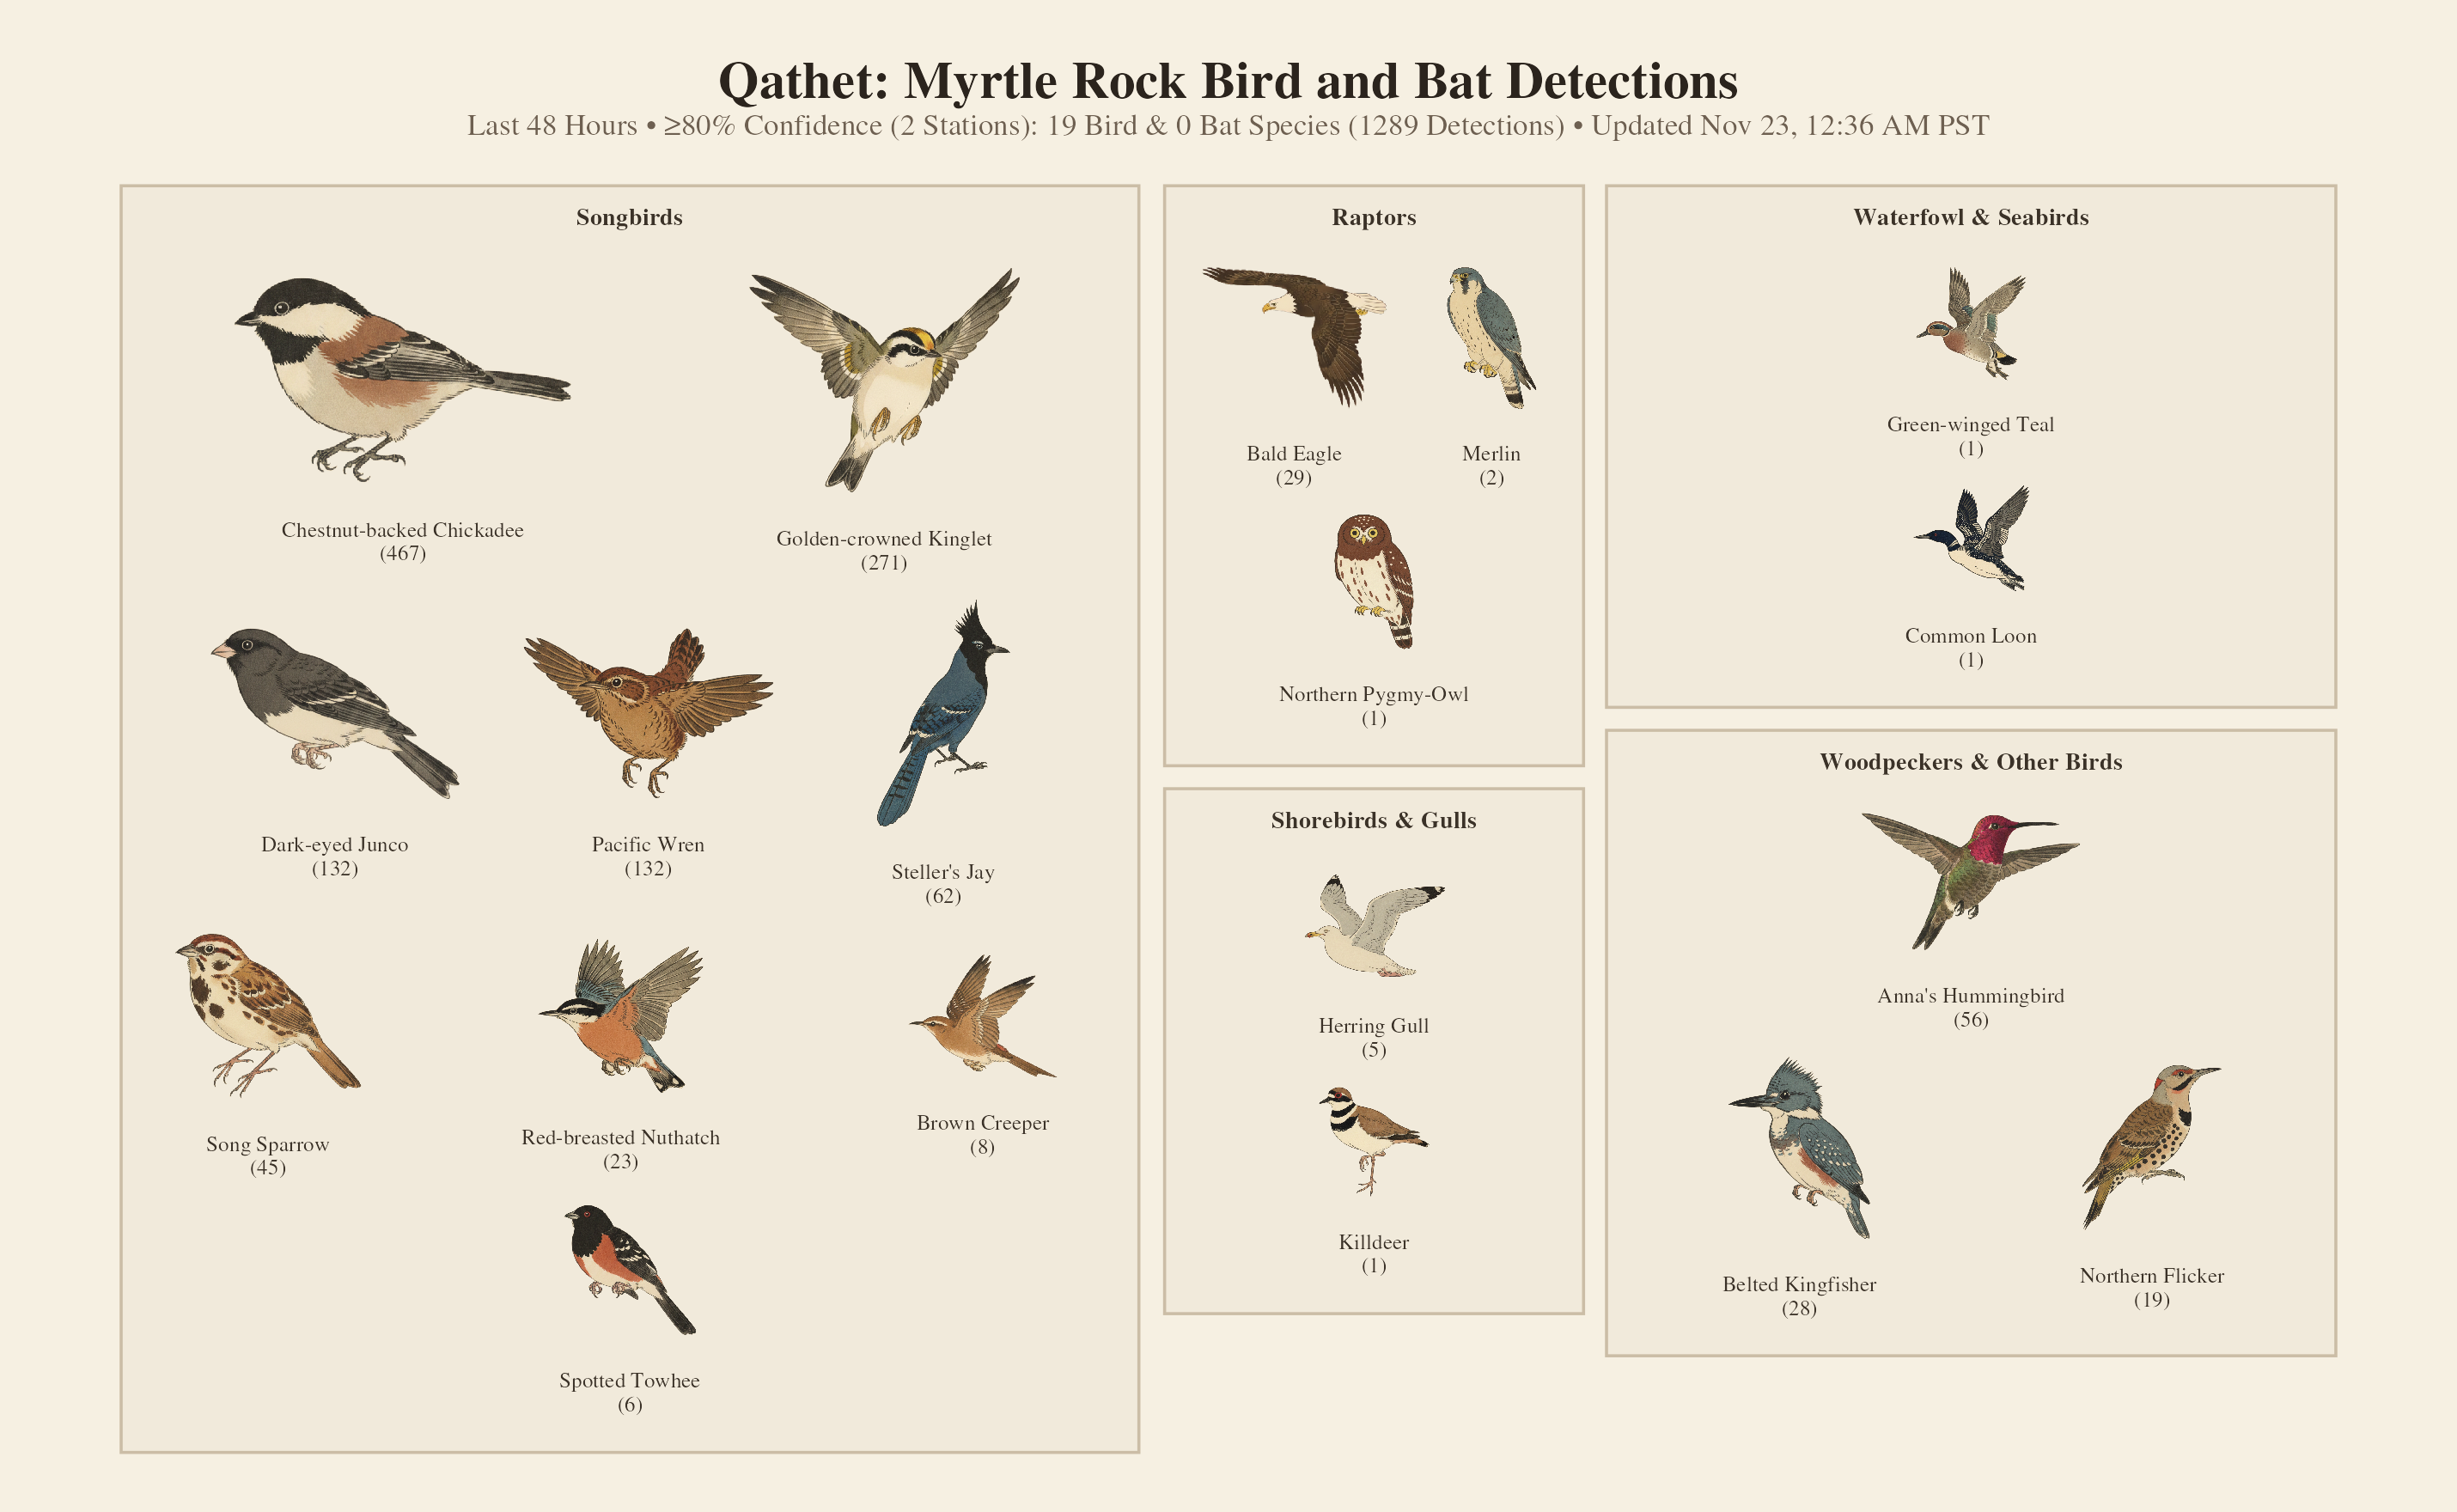 Qathet: Myrtle Rock Bird and Bat Detections
Last 48 Hours • ≥80% Confidence (2 Stations): 19 Bird & 0 Bat Species (1289 Detections) • Updated Nov 23, 12:36 AM PST
Songbirds
Chestnut-backed Chickadee
(467)
Golden-crowned Kinglet
(271)
Dark-eyed Junco
(132)
Pacific Wren
(132)
Steller's Jay
(62)
Song Sparrow
(45)
Red-breasted Nuthatch
(23)
Brown Creeper
(8)
Spotted Towhee
(6)
Raptors
Bald Eagle
(29)
Merlin
(2)
Northern Pygmy-Owl
(1)
Shorebirds & Gulls
Herring Gull
(5)
Killdeer
(1)
Waterfowl & Seabirds
Green-winged Teal
(1)
Common Loon
(1)
Woodpeckers & Other Birds
Anna's Hummingbird
(56)
Belted Kingfisher
(28)
Northern Flicker
(19)